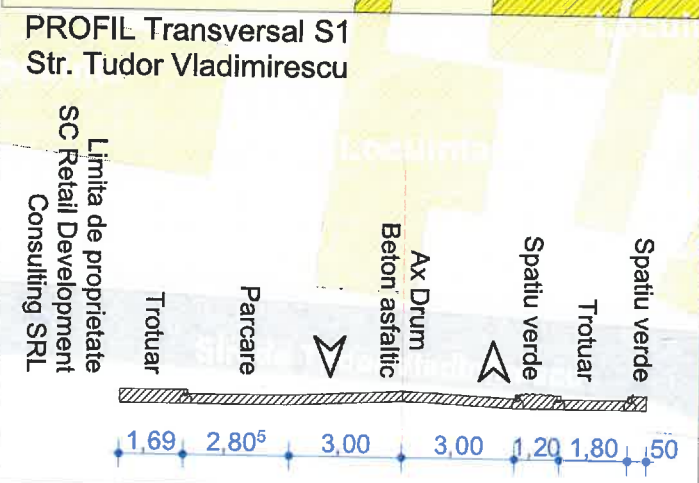 PROFIL Transversal S1
Str. Tudor Vladimirescu
Limita de proprietate
SC Retail Development
Consulting SRL
Trotuar
Parcare
Ax Drum
Beton asfaltic
Spatiu verde
Trotuar
Spatiu verde
1,69 2,80⁵ 3,00 3,00 1,20 1,80 50